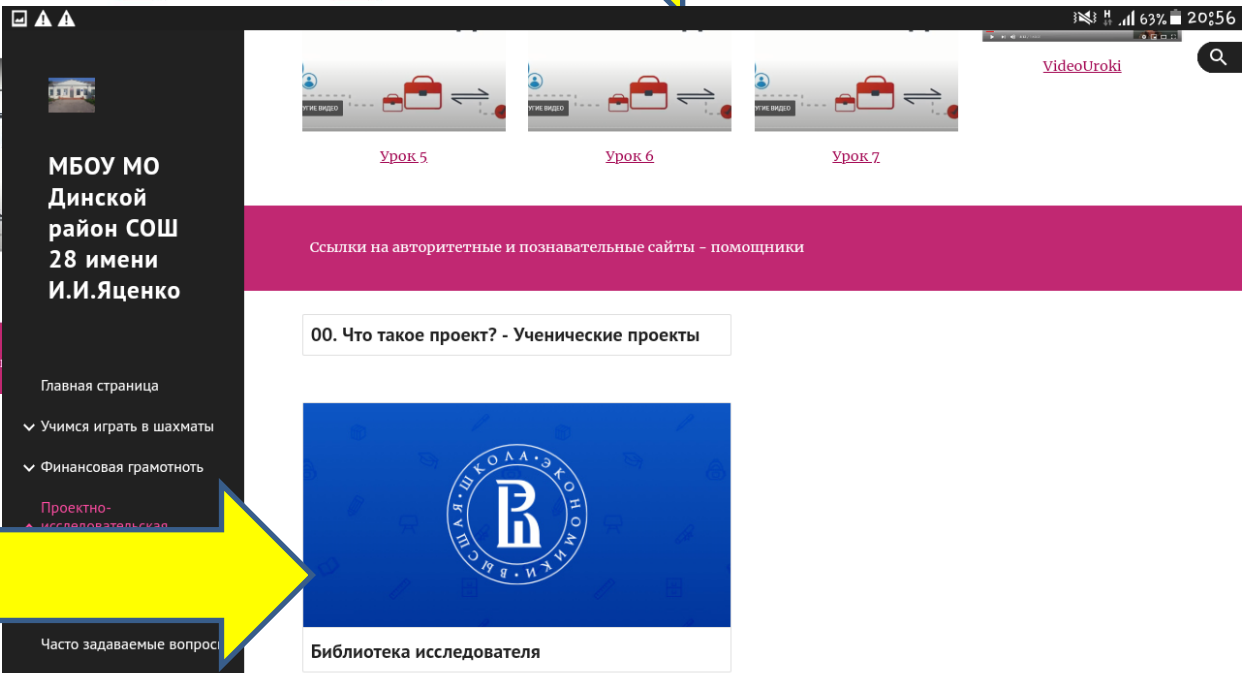 63% 20:56
МБОУ МО
Динской
район СОШ
28 имени
И.И.Яценко
Главная страница
Учимся играть в шахматы
Финансовая грамотноть
Проектно-
исследовательская
Часто задаваемые вопросы
VideoUroki
Урок 5
Урок 6
Урок 7
Ссылки на авторитетные и познавательные сайты - помощники
00. Что такое проект? - Ученические проекты
ВЫСШАЯ ШКОЛА ЭКОНОМИКИ
Библиотека исследователя